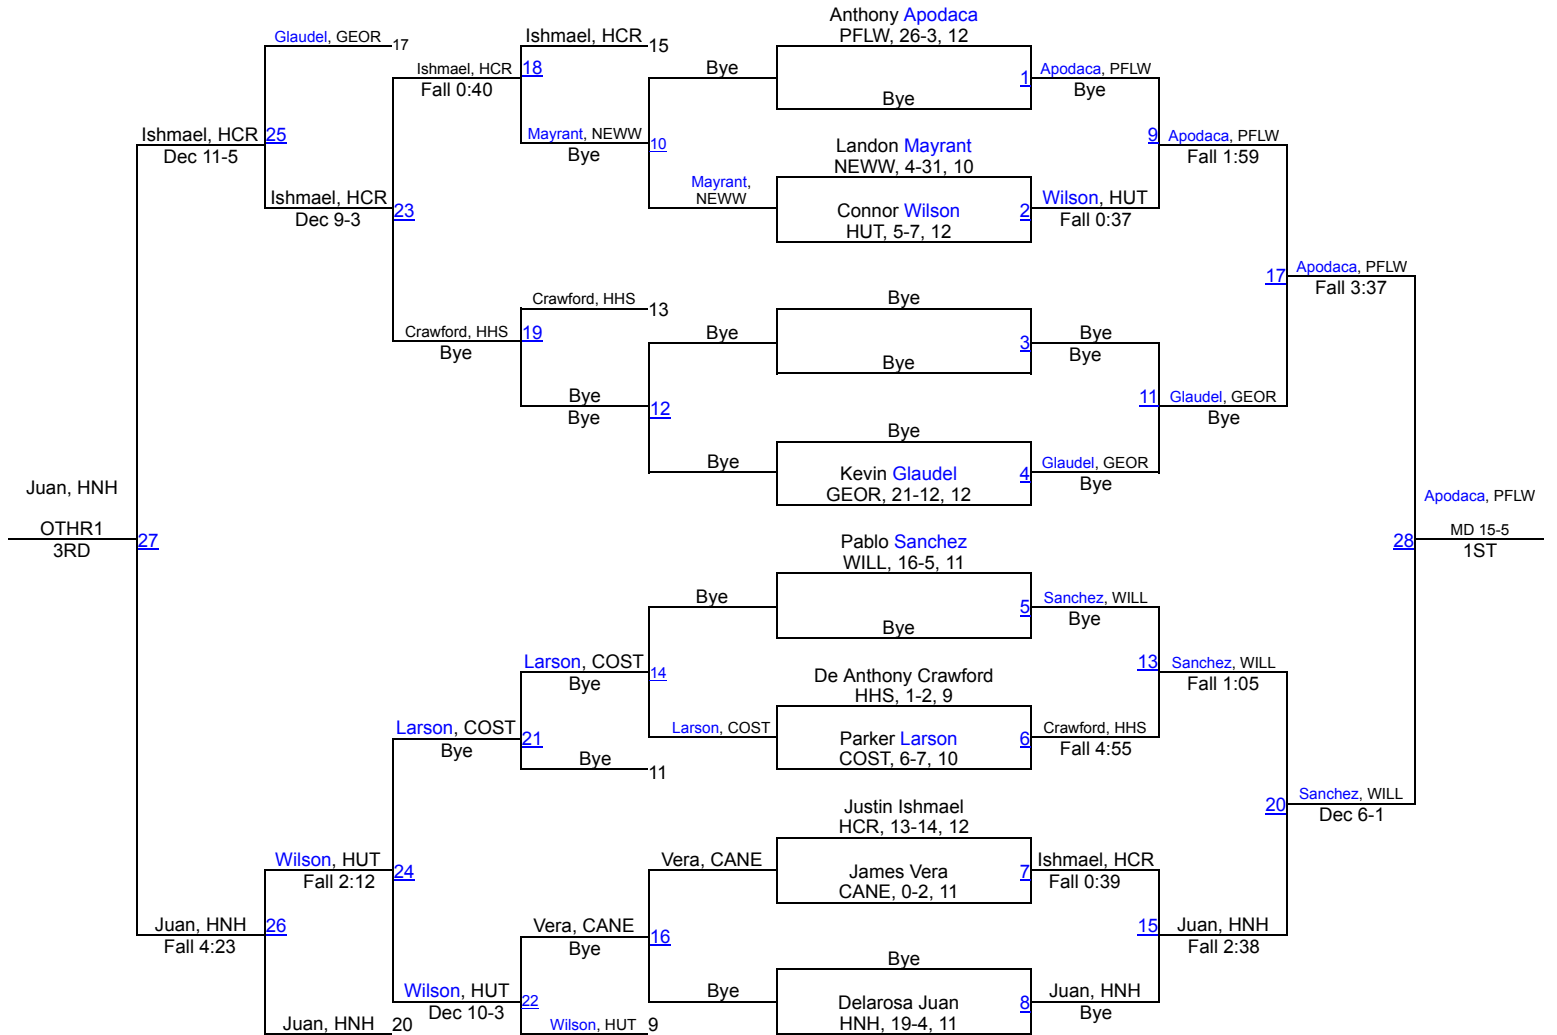 Anthony Apodaca
PFLW, 26-3, 12
Glaudel, GEOR 17
Ishmael, HCR 15
Ishmael, HCR 18
Fall 0:40
Bye
1 Apodaca, PFLW
Bye
Bye
Ishmael, HCR 25
Dec 11-5
Mayrant, NEWW 10
Bye
Landon Mayrant
NEWW, 4-31, 10
9 Apodaca, PFLW
Fall 1:59
Ishmael, HCR 23
Dec 9-3
Mayrant,
NEWW
Connor Wilson
HUT, 5-7, 12
2 Wilson, HUT
Fall 0:37
17 Apodaca, PFLW
Fall 3:37
Crawford, HHS 13
Bye
Crawford, HHS 19
Bye
Bye
3 Bye
Bye
Bye
Bye
Bye
12
11 Glaudel, GEOR
Bye
Bye
Bye
Kevin Glaudel
GEOR, 21-12, 12
4 Glaudel, GEOR
Bye
Juan, HNH
OTHR1
3RD
27
Apodaca, PFLW
28 MD 15-5
1ST
Pablo Sanchez
WILL, 16-5, 11
Bye
5 Sanchez, WILL
Bye
Bye
Larson, COST 14
Bye
De Anthony Crawford
HHS, 1-2, 9
13 Sanchez, WILL
Fall 1:05
Larson, COST 21
Bye
Larson, COST
Parker Larson
COST, 6-7, 10
6 Crawford, HHS
Fall 4:55
Bye 11
20 Sanchez, WILL
Dec 6-1
Justin Ishmael
HCR, 13-14, 12
Wilson, HUT 24
Fall 2:12
Vera, CANE
James Vera
CANE, 0-2, 11
7 Ishmael, HCR
Fall 0:39
Juan, HNH 26
Fall 4:23
Vera, CANE 16
Bye
15 Juan, HNH
Fall 2:38
Bye
Wilson, HUT 22
Dec 10-3
Bye
Delarosa Juan
HNH, 19-4, 11
8 Juan, HNH
Bye
Juan, HNH 20
Wilson, HUT 9